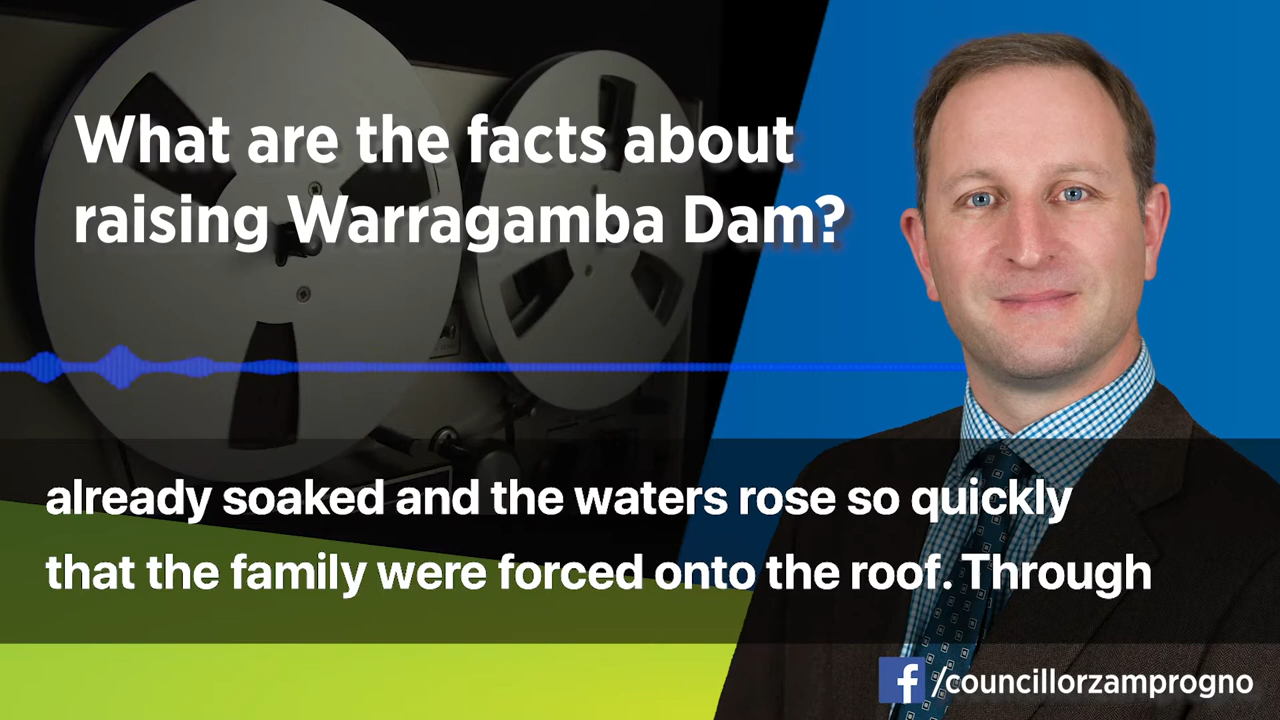 What are the facts about
raising Warragamba Dam?
already soaked and the waters rose so quickly
that the family were forced onto the roof. Through
f /councillorzamprogno